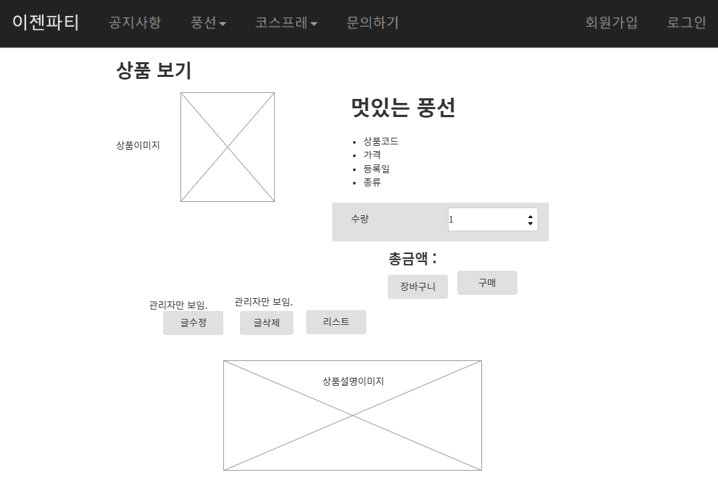 이젠파티 공지사항 풍선 코스프레 문의하기 회원가입 로그인
상품 보기
상품이미지
멋있는 풍선
상품코드
가격
등록일
종류
수량 1
총금액 :
장바구니 구매
관리자만 보임. 관리자만 보임.
글수정 글삭제 리스트
상품설명이미지